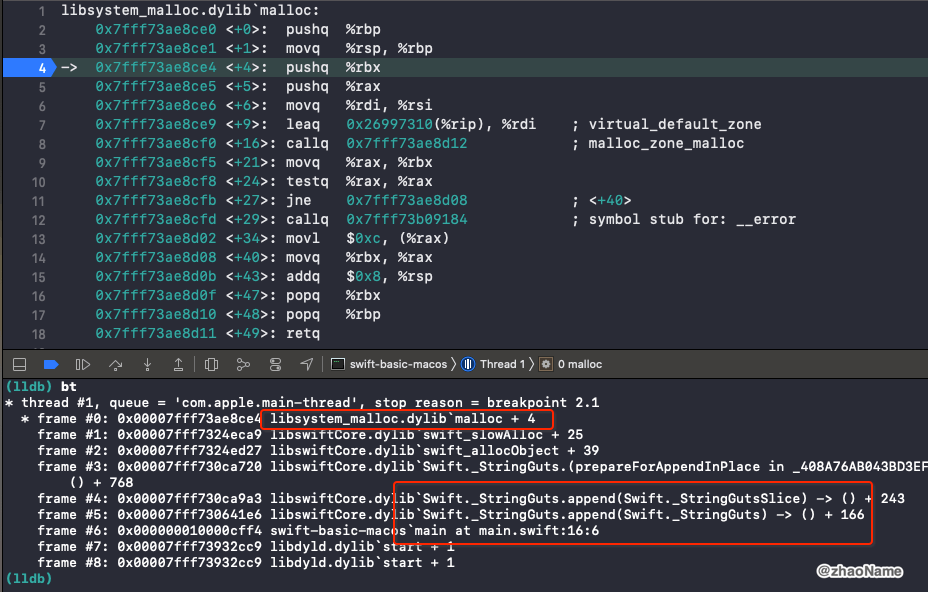 1 libsystem_malloc.dylib`malloc:
2 0x7fff73ae8ce0 <+0>: pushq %rbp
3 0x7fff73ae8ce1 <+1>: movq %rsp, %rbp
4 -> 0x7fff73ae8ce4 <+4>: pushq %rbx
5 0x7fff73ae8ce5 <+5>: pushq %rax
6 0x7fff73ae8ce6 <+6>: movq %rdi, %rsi
7 0x7fff73ae8ce9 <+9>: leaq 0x26997310(%rip), %rdi ; virtual_default_zone
8 0x7fff73ae8cf0 <+16>: callq 0x7fff73ae8d12 ; malloc_zone_malloc
9 0x7fff73ae8cf5 <+21>: movq %rax, %rbx
10 0x7fff73ae8cf8 <+24>: testq %rax, %rax
11 0x7fff73ae8cfb <+27>: jne 0x7fff73ae8d08 ; <+40>
12 0x7fff73ae8cfd <+29>: callq 0x7fff73b09184 ; symbol stub for: __error
13 0x7fff73ae8d02 <+34>: movl $0xc, (%rax)
14 0x7fff73ae8d08 <+40>: movq %rbx, %rax
15 0x7fff73ae8d0b <+43>: addq $0x8, %rsp
16 0x7fff73ae8d0f <+47>: popq %rbx
17 0x7fff73ae8d10 <+48>: popq %rbp
18 0x7fff73ae8d11 <+49>: retq
swift-basic-macos Thread 1 0 malloc
(lldb) bt
* thread #1, queue = 'com.apple.main-thread', stop reason = breakpoint 2.1
* frame #0: 0x00007fff73ae8ce4 libsystem_malloc.dylib`malloc + 4
frame #1: 0x00007fff7324eca9 libswiftCore.dylib`swift_slowAlloc + 25
frame #2: 0x00007fff7324ed27 libswiftCore.dylib`swift_allocObject + 39
frame #3: 0x00007fff730ca720 libswiftCore.dylib`Swift._StringGuts.(prepareForAppendInPlace in _408A76AB043BD3EF
() + 768
frame #4: 0x00007fff730ca9a3 libswiftCore.dylib`Swift._StringGuts.append(Swift._StringGutsSlice) -> () + 243
frame #5: 0x00007fff730641e6 libswiftCore.dylib`Swift._StringGuts.append(Swift._StringGuts) -> () + 166
frame #6: 0x000000010000cff4 swift-basic-macos`main at main.swift:16:6
frame #7: 0x00007fff73932cc9 libdyld.dylib`start + 1
frame #8: 0x00007fff73932cc9 libdyld.dylib`start + 1
(lldb)
@zhaoName